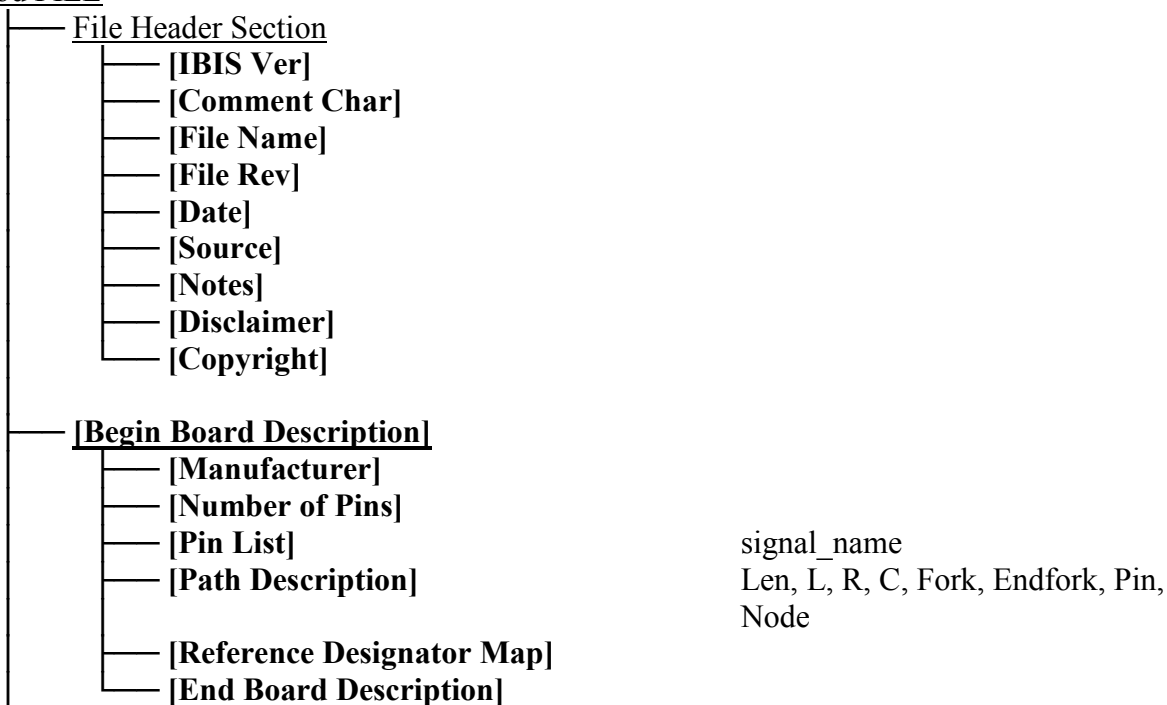 File Header Section
[IBIS Ver]
[Comment Char]
[File Name]
[File Rev]
[Date]
[Source]
[Notes]
[Disclaimer]
[Copyright]
[Begin Board Description]
[Manufacturer]
[Number of Pins]
[Pin List] signal_name
[Path Description] Len, L, R, C, Fork, Endfork, Pin,
Node
[Reference Designator Map]
[End Board Description]